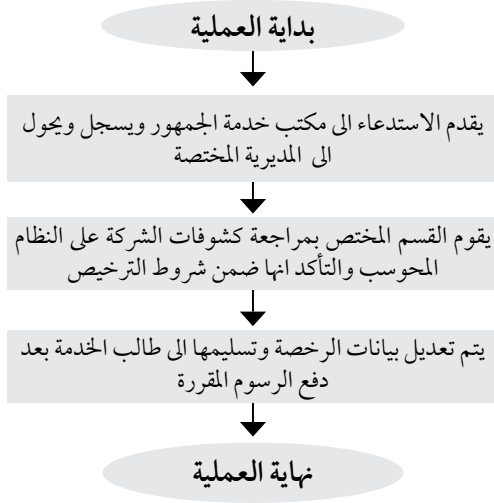 بداية العملية
يقدم الاستدعاء الى مكتب خدمة الجمهور ويسجل ويحول
الى المديرية المختصة
يقوم القسم المختص بمراجعة كشوفات الشركة على النظام
المحوسب والتأكد انها ضمن شروط الترخيص
يتم تعديل بيانات الرخصة وتسليمها الى طالب الخدمة بعد
دفع الرسوم المقررة
نهاية العملية